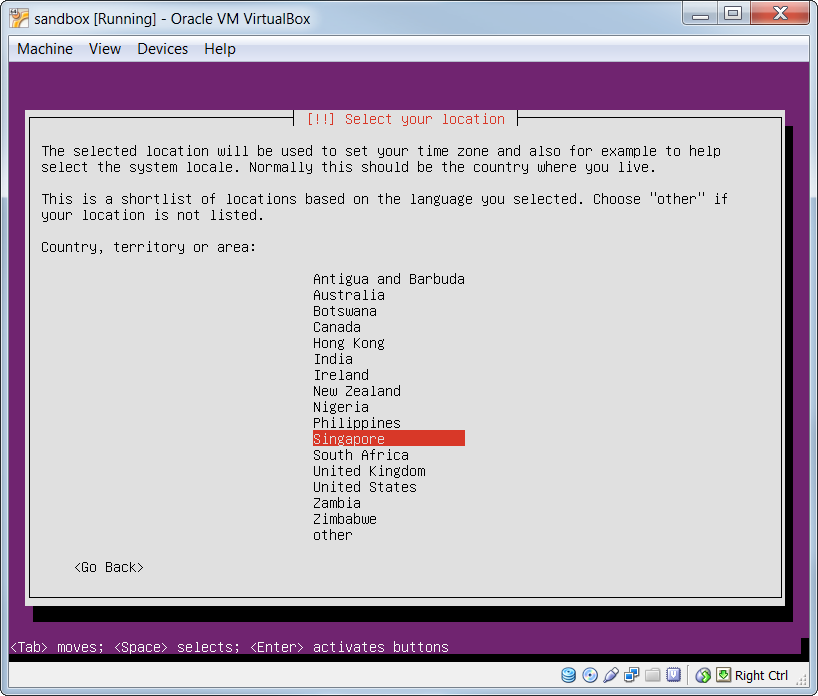 sandbox [Running] - Oracle VM VirtualBox
Machine View Devices Help
[!!] Select your location
The selected location will be used to set your time zone and also for example to help
select the system locale. Normally this should be the country where you live.
This is a shortlist of locations based on the language you selected. Choose "other" if
your location is not listed.
Country, territory or area:
Antigua and Barbuda
Australia
Botswana
Canada
Hong Kong
India
Ireland
New Zealand
Nigeria
Philippines
Singapore
South Africa
United Kingdom
United States
Zambia
Zimbabwe
other
<Go Back>
<Tab> moves; <Space> selects; <Enter> activates buttons
Right Ctrl